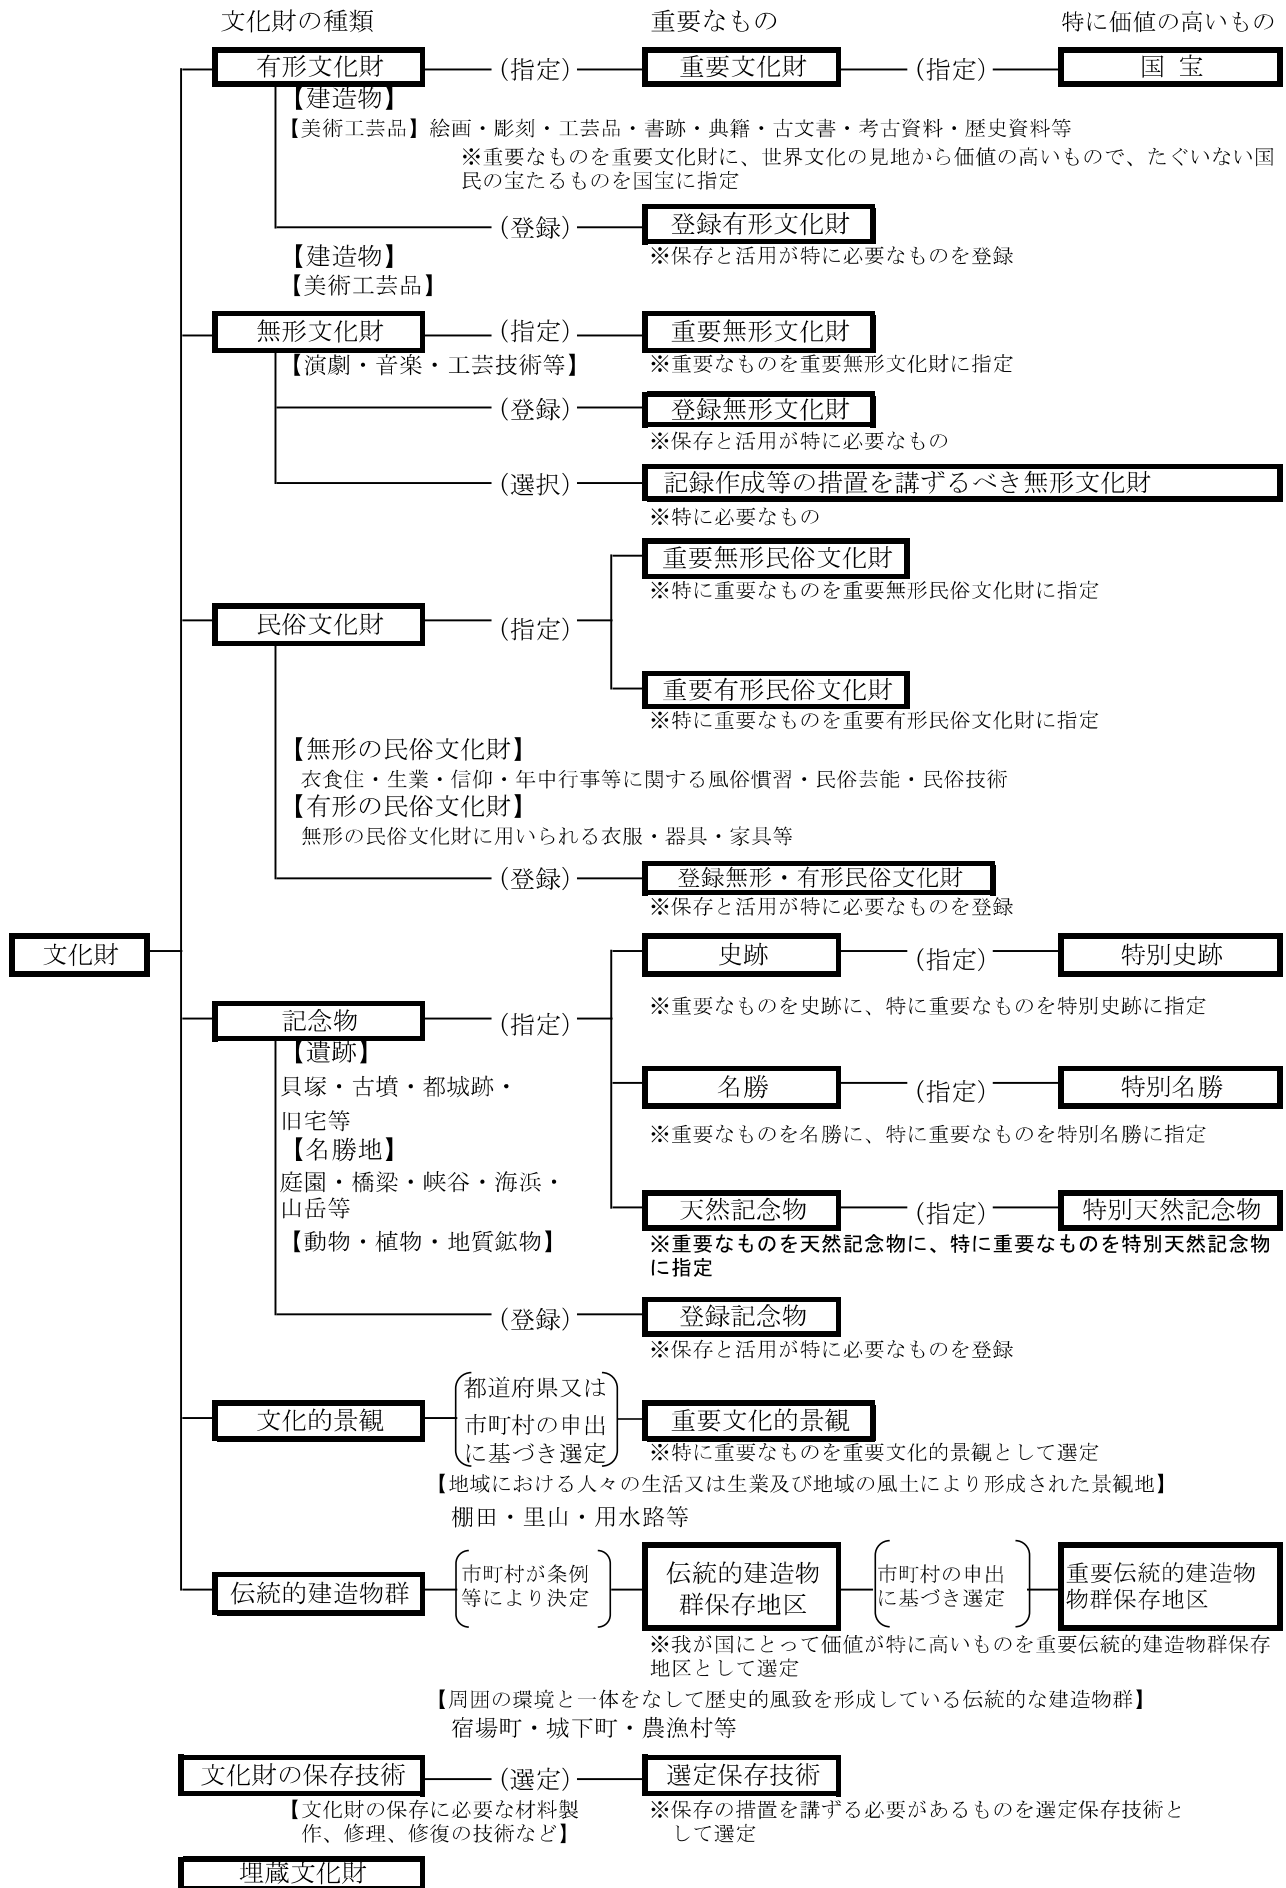 文化財の種類　重要なもの　特に価値の高いもの
有形文化財　（指定）　重要文化財　（指定）　国　宝
【建造物】
【美術工芸品】絵画・彫刻・工芸品・書跡・典籍・古文書・考古資料・歴史資料等
※重要なものを重要文化財に、世界文化の見地から価値の高いもので、たぐいない国
民の宝たるものを国宝に指定
（登録）　登録有形文化財
【建造物】　※保存と活用が特に必要なものを登録
【美術工芸品】
無形文化財　（指定）　重要無形文化財
【演劇・音楽・工芸技術等】　※重要なものを重要無形文化財に指定
（登録）　登録無形文化財
※保存と活用が特に必要なもの
（選択）　記録作成等の措置を講ずるべき無形文化財
※特に必要なもの
重要無形民俗文化財
※特に重要なものを重要無形民俗文化財に指定
民俗文化財　（指定）
重要有形民俗文化財
※特に重要なものを重要有形民俗文化財に指定
【無形の民俗文化財】
衣食住・生業・信仰・年中行事等に関する風俗慣習・民俗芸能・民俗技術
【有形の民俗文化財】
無形の民俗文化財に用いられる衣服・器具・家具等
（登録）　登録無形・有形民俗文化財
※保存と活用が特に必要なものを登録
文化財　史跡　（指定）　特別史跡
※重要なものを史跡に、特に重要なものを特別史跡に指定
記念物　（指定）
【遺跡】
貝塚・古墳・都城跡・
旧宅等
名勝　（指定）　特別名勝
※重要なものを名勝に、特に重要なものを特別名勝に指定
【名勝地】
庭園・橋梁・峡谷・海浜・
山岳等
天然記念物　（指定）　特別天然記念物
【動物・植物・地質鉱物】
※重要なものを天然記念物に、特に重要なものを特別天然記念物
に指定
（登録）　登録記念物
※保存と活用が特に必要なものを登録
都道府県又は
文化的景観　市町村の申出　重要文化的景観
に基づき選定　※特に重要なものを重要文化的景観として選定
【地域における人々の生活又は生業及び地域の風土により形成された景観地】
棚田・里山・用水路等
伝統的建造物群
市町村が条例
等により決定
伝統的建造物
群保存地区
市町村の申出
に基づき選定
重要伝統的建造物
物群保存地区
※我が国にとって価値が特に高いものを重要伝統的建造物群保存
地区として選定
【周囲の環境と一体をなして歴史的風致を形成している伝統的な建造物群】
宿場町・城下町・農漁村等
文化財の保存技術　（選定）　選定保存技術
【文化財の保存に必要な材料製
作、修理、修復の技術など】
※保存の措置を講ずる必要があるものを選定保存技術と
して選定
埋蔵文化財